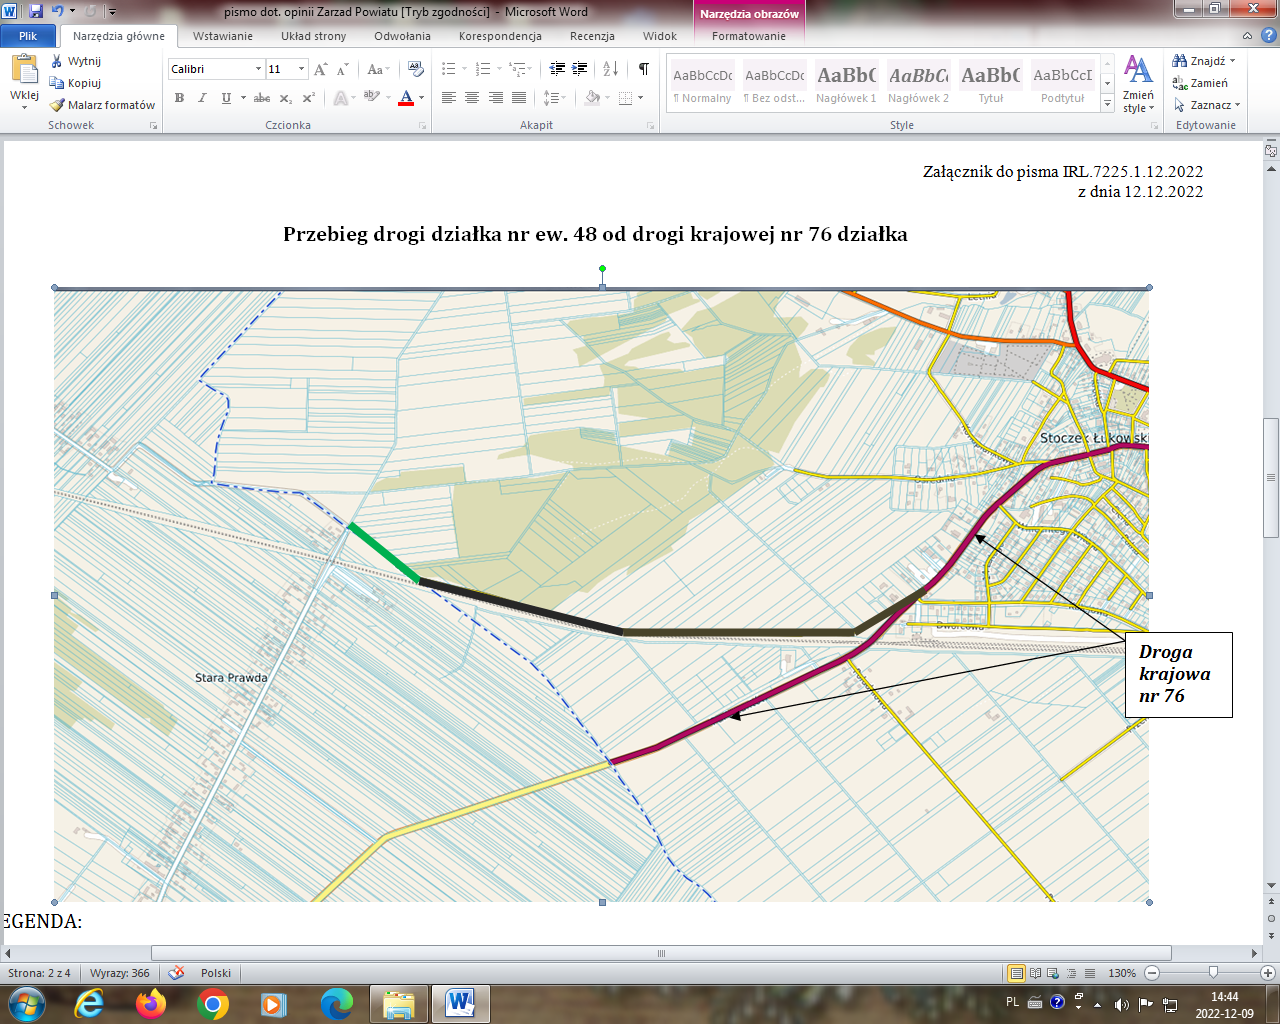 pismo dot. opinii Zarzad Powiatu [Tryb zgodności] - Microsoft Word
Narzędzia obrazów
Plik
Narzędzia główne
Wstawianie
Układ strony
Odwołania
Korespondencja
Recenzja
Widok
Formatowanie
Wklej
Wytnij
Kopiuj
Malarz formatów
Schowek
Calibri
11
Czcionka
Akapit
AaBbCcDc
¶ Normalny
AaBbCcDc
¶ Bez odst...
AaBbC
Nagłówek 1
AaBbCc
Nagłówek 2
AaBbC
Tytuł
AaBbCcI
Podtytuł
Zmień
style
Style
Znajdź
Zamień
Zaznacz
Edytowanie
Załącznik do pisma IRL.7225.1.12.2022
z dnia 12.12.2022
Przebieg drogi działka nr ew. 48 od drogi krajowej nr 76 działka
Stoczek Łukowski
Dworcowa
Stara Prawda
Droga
krajowa
nr 76
EGENDA:
Strona: 2 z 4
Wyrazy: 366
Polski
130%
PL
14:44
2022-12-09